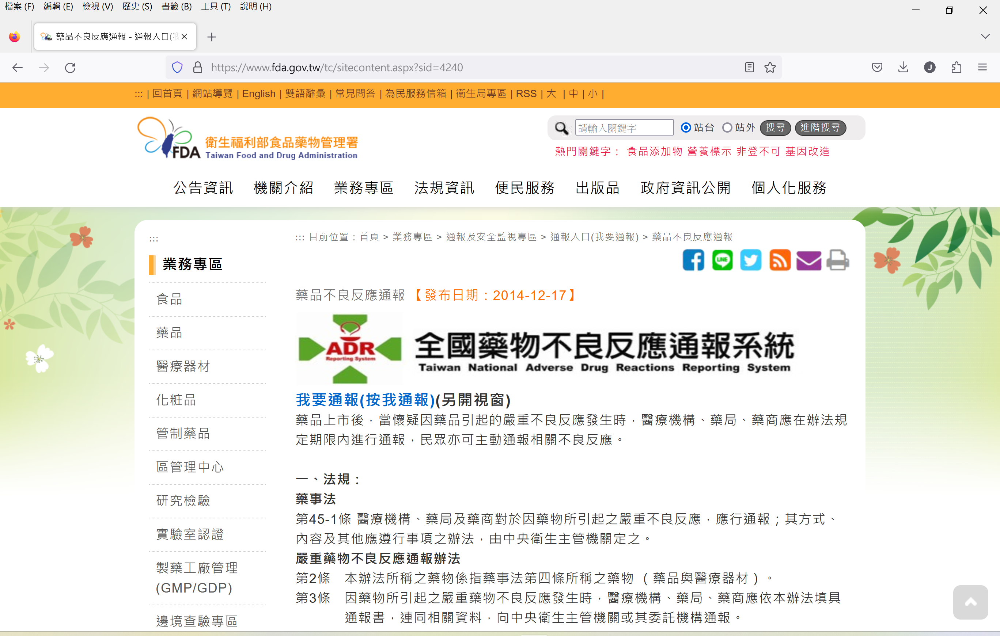 檔案 (F) 編輯 (E) 檢視 (V) 歷史 (S) 書籤 (B) 工具 (T) 說明 (H)
藥品不良反應通報 - 通報入口(我
https://www.fda.gov.tw/tc/sitecontent.aspx?sid=4240
J
::: | 回首頁 | 網站導覽 | English | 雙語辭彙 | 常見問答 | 為民服務信箱 | 衛生局專區 | RSS | 大 | 中 | 小 |
FDA
衛生福利部食品藥物管理署
Taiwan Food and Drug Administration
請輸入關鍵字 站台 站外 搜尋 進階搜尋
熱門關鍵字： 食品添加物 營養標示 非登不可 基因改造
公告資訊 機關介紹 業務專區 法規資訊 便民服務 出版品 政府資訊公開 個人化服務
:::
業務專區
食品
藥品
醫療器材
化粧品
管制藥品
區管理中心
研究檢驗
實驗室認證
製藥工廠管理
(GMP/GDP)
邊境查驗專區
::: 目前位置：首頁 > 業務專區 > 通報及安全監視專區 > 通報入口(我要通報) > 藥品不良反應通報
LINE
藥品不良反應通報 【發布日期：2014-12-17】
ADR
Reporting System
全國藥物不良反應通報系統
Taiwan National Adverse Drug Reactions Reporting System
我要通報(按我通報)(另開視窗)
藥品上市後，當懷疑因藥品引起的嚴重不良反應發生時，醫療機構、藥局、藥商應在辦法規
定期限內進行通報，民眾亦可主動通報相關不良反應。
一、法規：
藥事法
第45-1條 醫療機構、藥局及藥商對於因藥物所引起之嚴重不良反應，應行通報；其方式、
內容及其他應遵行事項之辦法，由中央衛生主管機關定之。
嚴重藥物不良反應通報辦法
第2條 本辦法所稱之藥物係指藥事法第四條所稱之藥物 （藥品與醫療器材）。
第3條 因藥物所引起之嚴重藥物不良反應發生時，醫療機構、藥局、藥商應依本辦法填具
通報書，連同相關資料，向中央衛生主管機關或其委託機構通報。